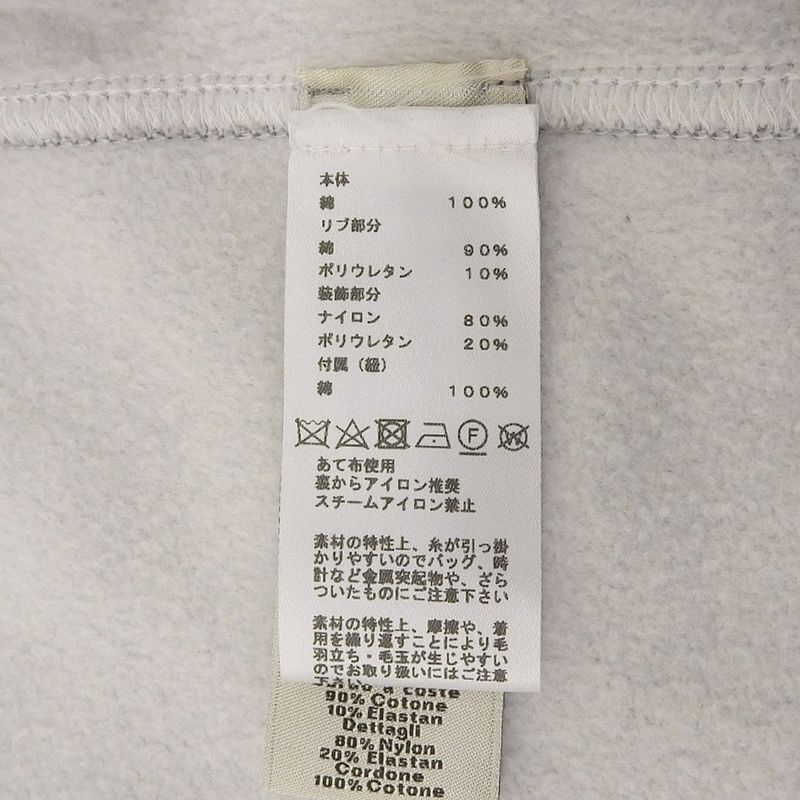 本体
綿 100%
リブ部分
綿 90%
ポリウレタン 10%
装飾部分
ナイロン 80%
ポリウレタン 20%
付属（紐）
綿 100%
F W
あて布使用
裏からアイロン推奨
スチームアイロン禁止
素材の特性上、糸が引っ掛
かりやすいのでバッグ、時
計など金属突起物や、ざら
ついたものにご注意下さい
素材の特性上、摩擦や、着
用を繰り返すことにより毛
羽立ち・毛玉が生じやすい
のでお取り扱いにはご注意
下さい。
a coste
90% Cotone
10% Elastan
Dettagli
80% Nylon
20% Elastan
Cordone
100% Cotone